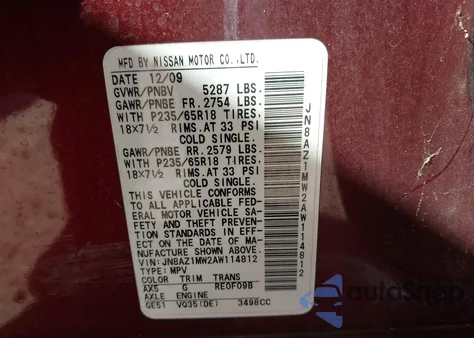 MFD BY NISSAN MOTOR CO.,LTD.
DATE 12/09
GVWR/PNBV 5287 LBS.
GAWR/PNBE FR. 2754 LBS.
WITH P235/65R18 TIRES,
18X7½ RIMS.AT 33 PSI
COLD SINGLE.
GAWR/PNBE RR. 2579 LBS.
WITH P235/65R18 TIRES,
18X7½ RIMS.AT 33 PSI
COLD SINGLE.
THIS VEHICLE CONFORMS
TO ALL APPLICABLE FED-
ERAL MOTOR VEHICLE SA-
FETY AND THEFT PREVEN-
TION STANDARDS IN EFF-
ECT ON THE DATE OF MA-
NUFACTURE SHOWN ABOVE.
VIN: JN8AZ1MW2AW114812
TYPE: MPV
COLOR TRIM TRANS
AX5 G RE0F09B
AXLE ENGINE
GE51 VQ35(DE) 3498CC
JN8AZ1MW2AW114812
autoSnap